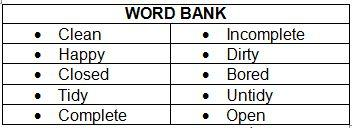 WORD BANK
• Clean • Incomplete
• Happy • Dirty
• Closed • Bored
• Tidy • Untidy
• Complete • Open